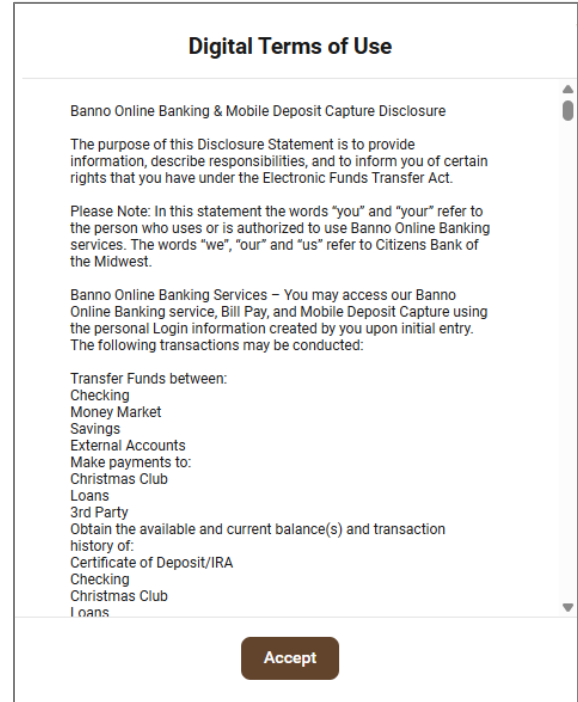 Digital Terms of Use
Banno Online Banking & Mobile Deposit Capture Disclosure
The purpose of this Disclosure Statement is to provide
information, describe responsibilities, and to inform you of certain
rights that you have under the Electronic Funds Transfer Act.
Please Note: In this statement the words “you” and “your” refer to
the person who uses or is authorized to use Banno Online Banking
services. The words “we”, “our” and “us” refer to Citizens Bank of
the Midwest.
Banno Online Banking Services – You may access our Banno
Online Banking service, Bill Pay, and Mobile Deposit Capture using
the personal Login information created by you upon initial entry.
The following transactions may be conducted:
Transfer Funds between:
Checking
Money Market
Savings
External Accounts
Make payments to:
Christmas Club
Loans
3rd Party
Obtain the available and current balance(s) and transaction
history of:
Certificate of Deposit/IRA
Checking
Christmas Club
Loans
Accept